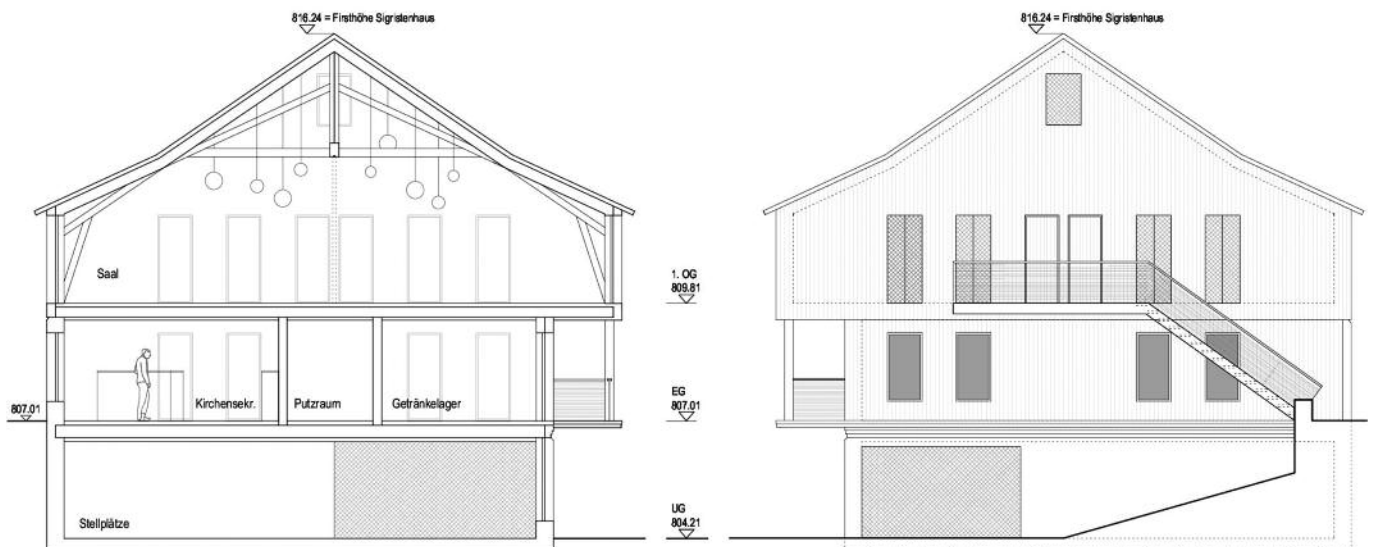 816.24 = Firsthöhe Sigristenhaus
816.24 = Firsthöhe Sigristenhaus
Saal
1. OG
809.81
Kirchensekr.
Putzraum
Getränkelager
807.01
EG
807.01
Stellplätze
UG
804.21